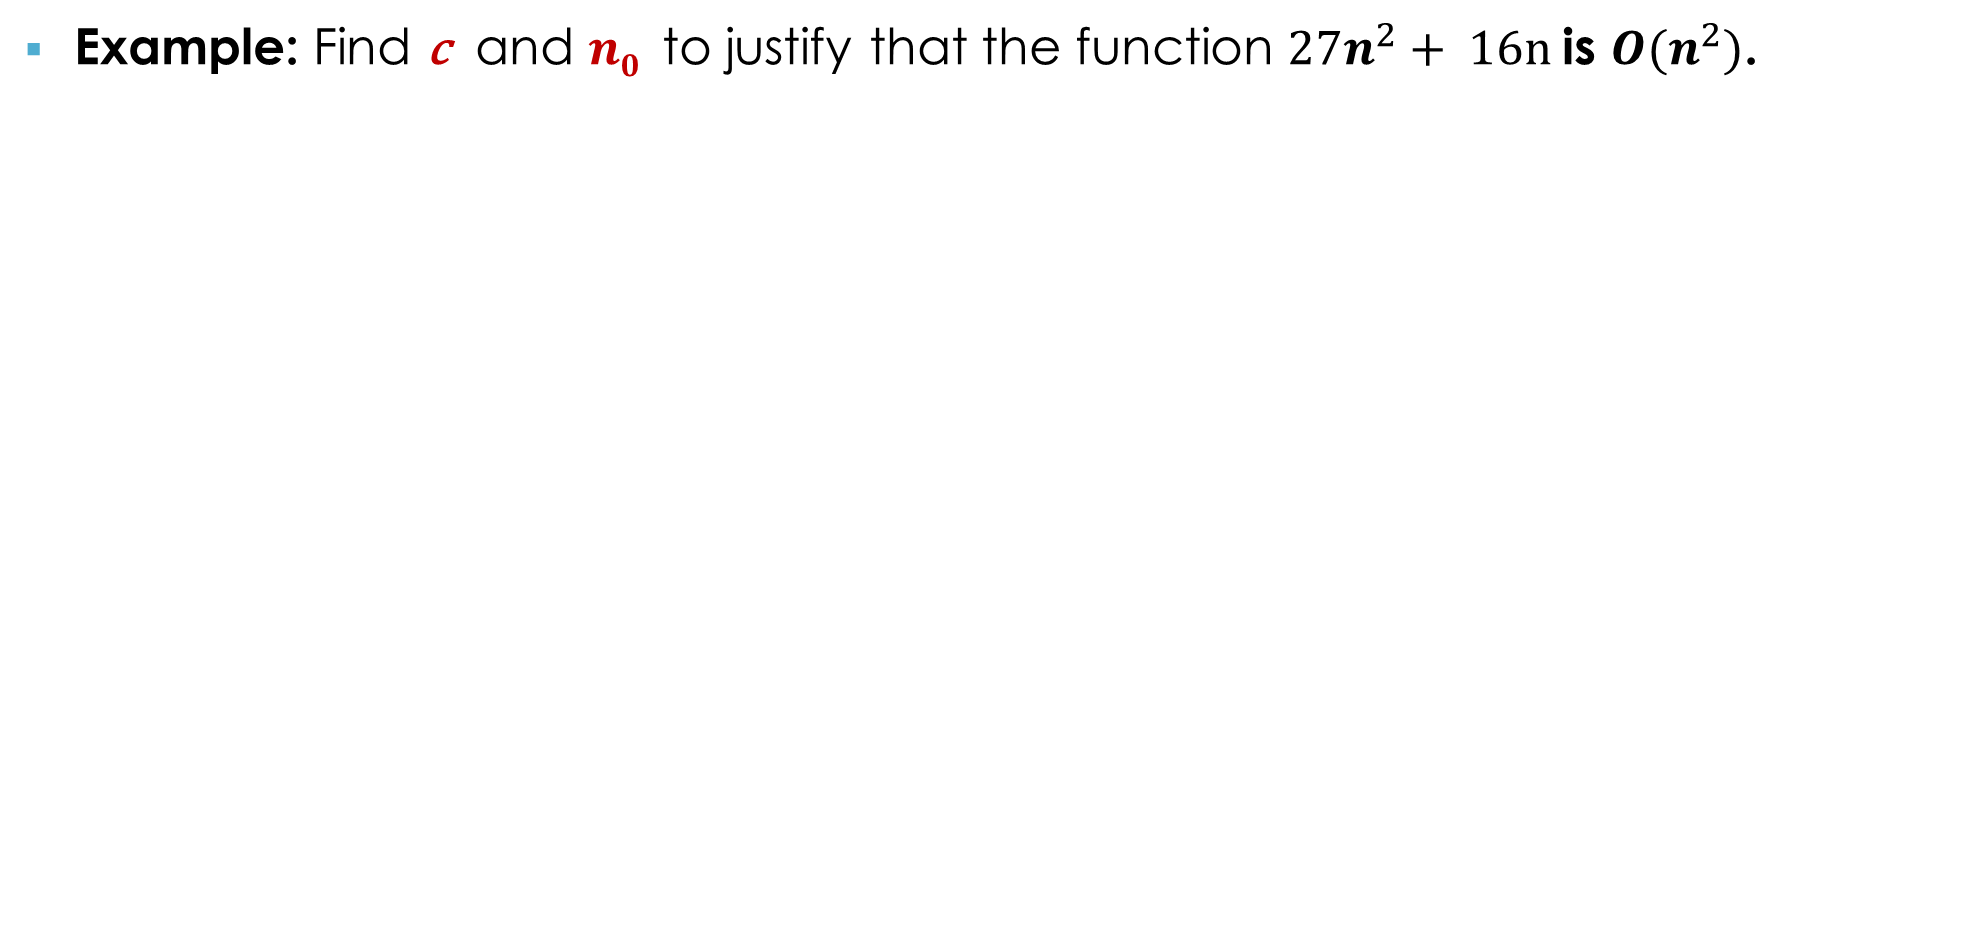 ▪ Example: Find c and n₀ to justify that the function 27n² + 16n is O(n²).